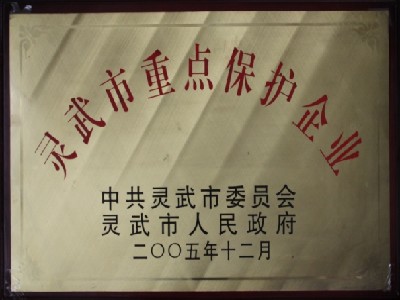 灵武市重点保护企业
中共灵武市委员会
灵武市人民政府
二〇〇五年十二月